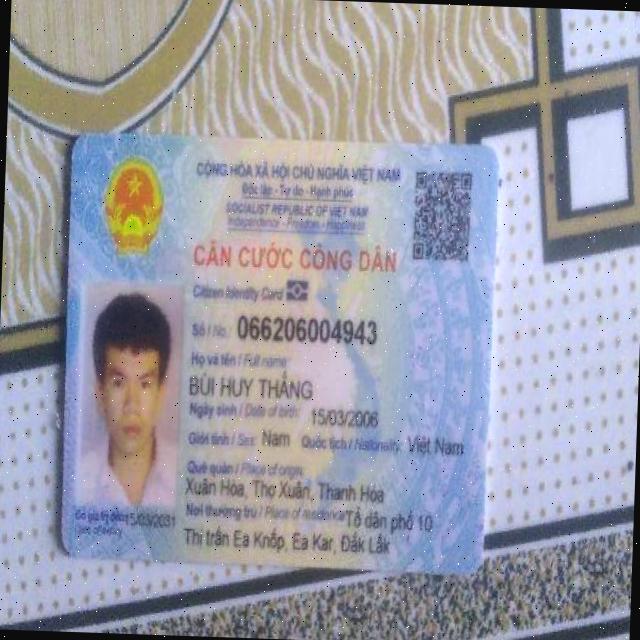 CỘNG HÒA XÃ HỘI CHỦ NGHĨA VIỆT NAM
Độc lập - Tự do - Hạnh phúc
SOCIALIST REPUBLIC OF VIET NAM
Independence - Freedom - Happiness
CĂN CƯỚC CÔNG DÂN
Citizen Identity Card
Số / No.: 066206004943
Họ và tên / Full name:
BÙI HUY THẮNG
Ngày sinh / Date of birth: 15/03/2006
Giới tính / Sex: Nam Quốc tịch / Nationality: Việt Nam
Quê quán / Place of origin:
Xuân Hòa, Thọ Xuân, Thanh Hóa
Nơi thường trú / Place of residence: Tổ dân phố 10
Thị trấn Ea Knốp, Ea Kar, Đắk Lắk
Có giá trị đến: 15/03/2031